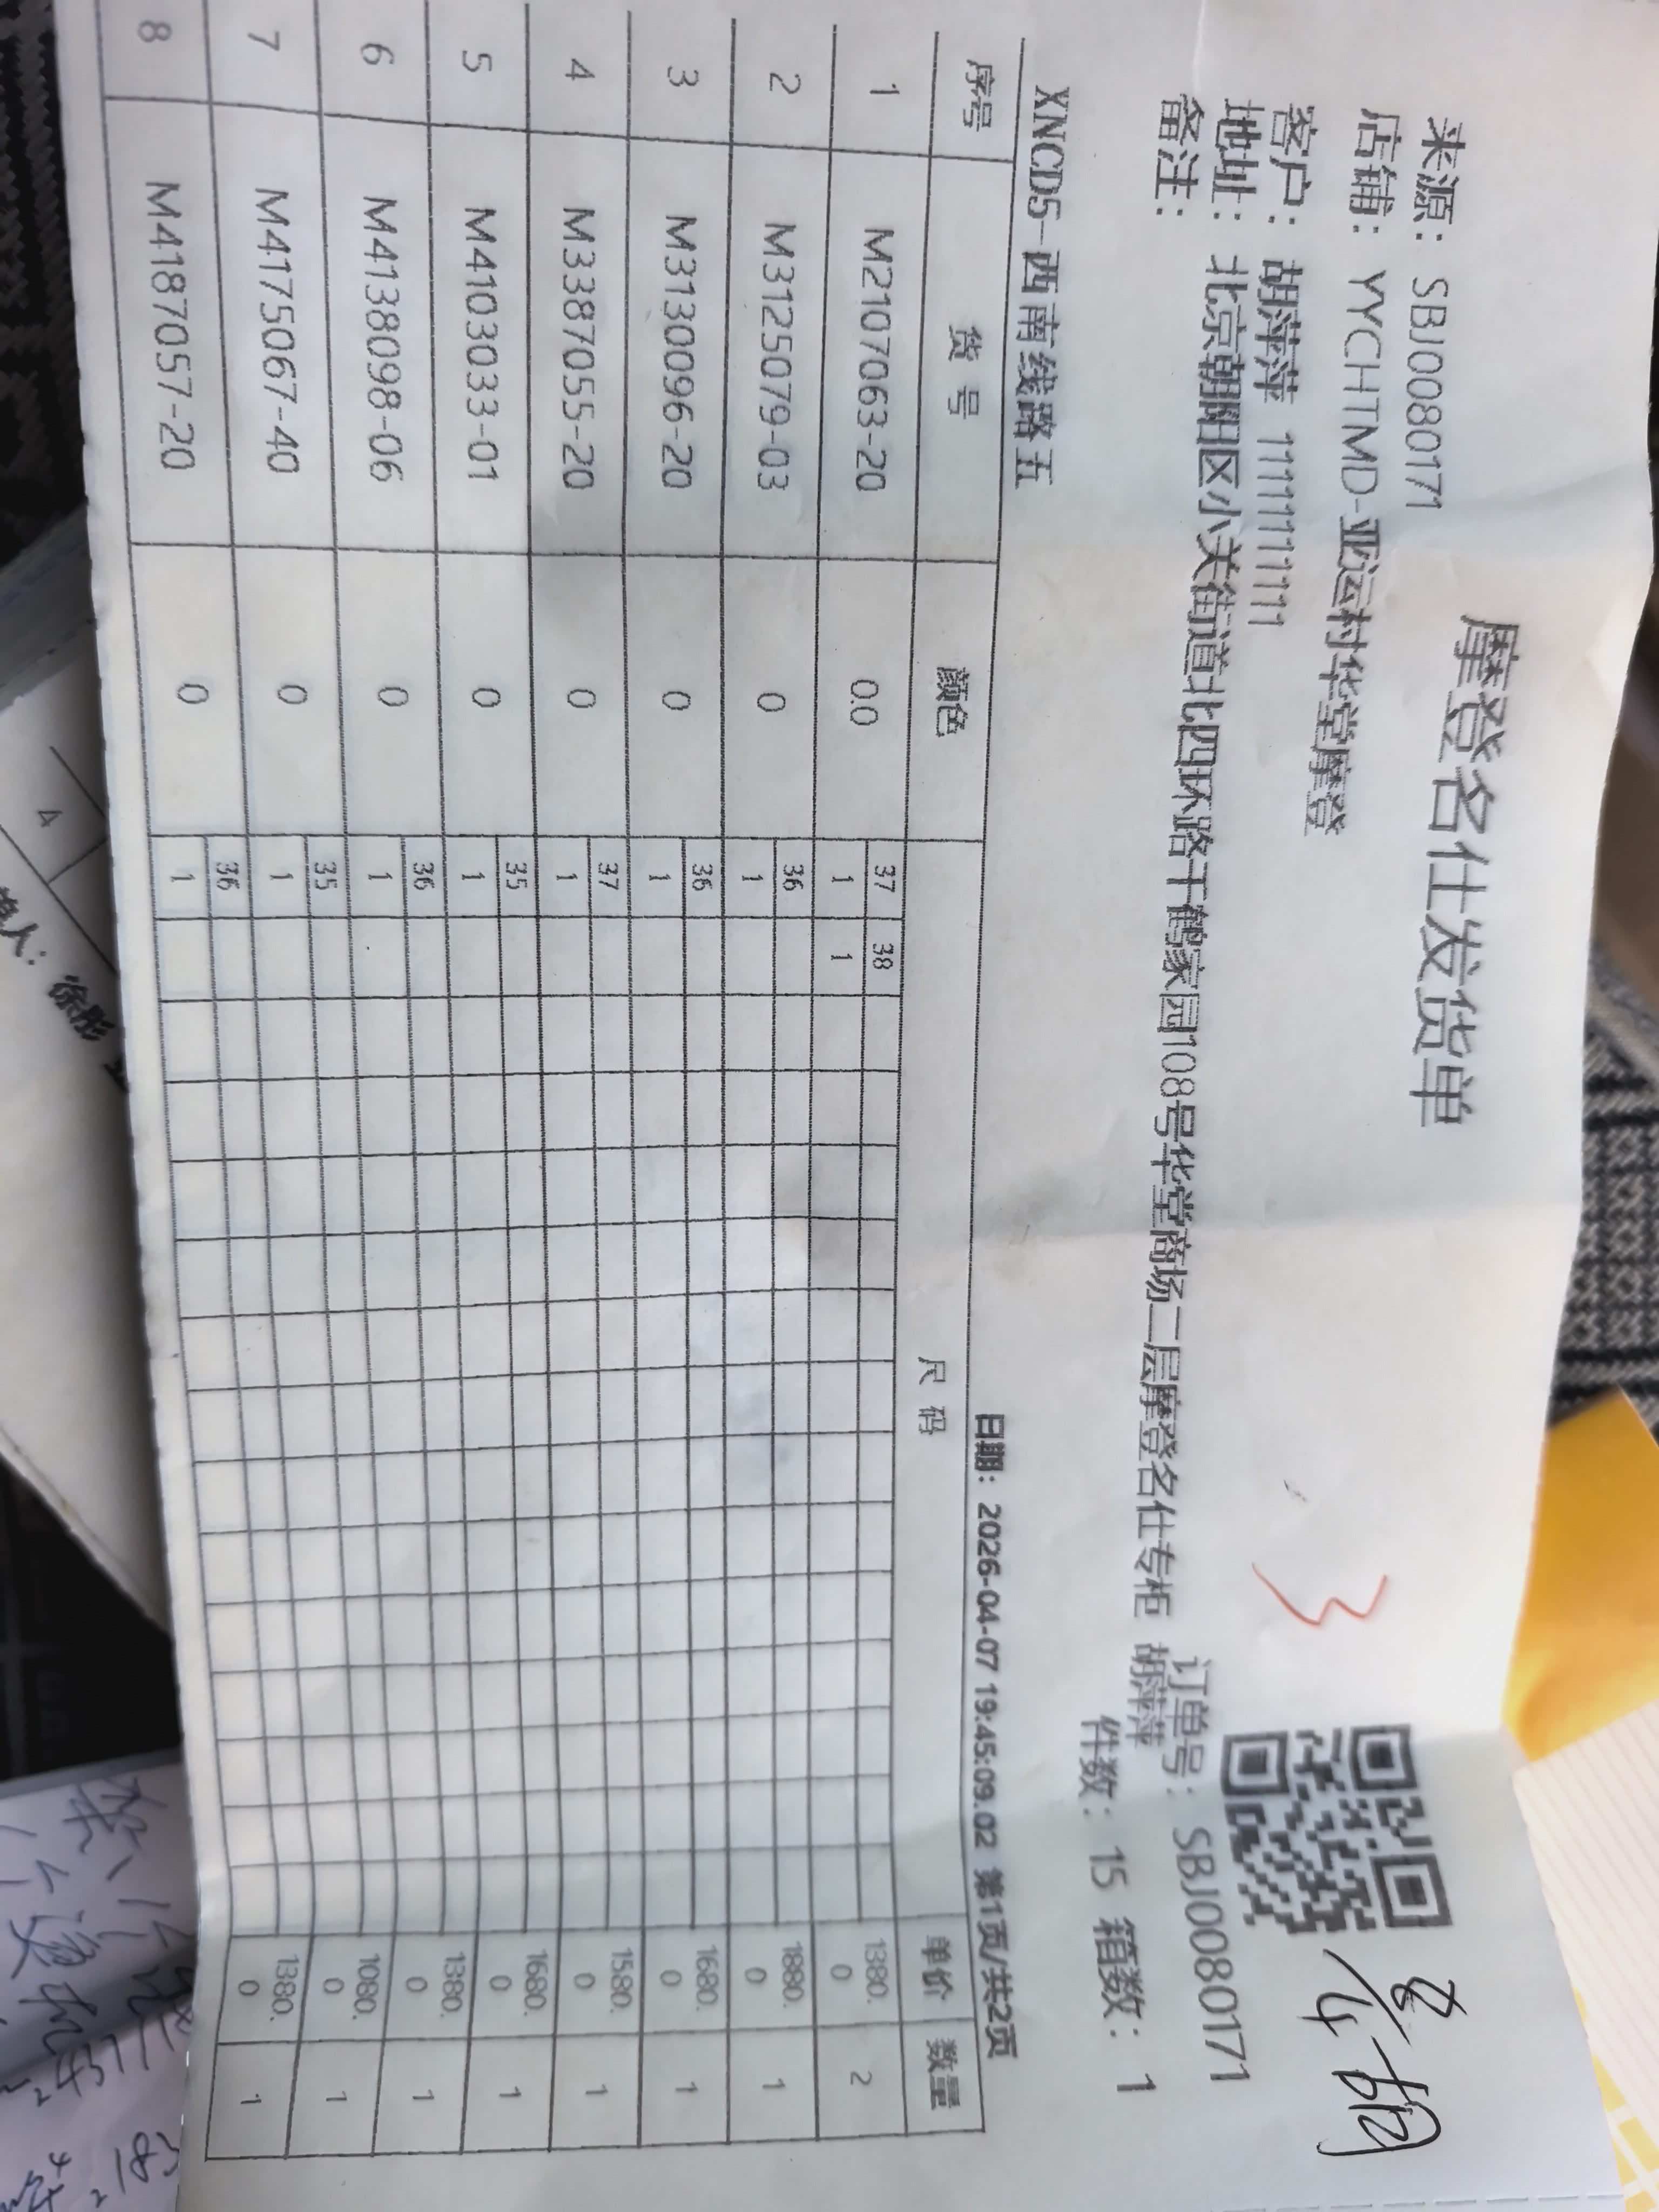 摩登名仕发货单
来源： SBJ0080171
店铺： YYCHTMD-亚运村华堂摩登
客户： 胡萍萍 11111111111
订单号： SBJ0080171
地址： 北京朝阳区小关街道北四环路千鹤家园108号华堂商场二层摩登名仕专柜 胡萍萍
备注：
件数： 15 箱数： 1
3
XNCD5-西南线路五
日期： 2026-04-07 19:45:09.02 第1页/共2页
序号 货号 颜色 尺码 单价 数量
37 38
1 M2107063-20 0.0 1 1 1380.0 2
36
2 M3125079-03 0 1 1880.0 1
36
3 M3130096-20 0 1 1680.0 1
37
4 M3387055-20 0 1 1580.0 1
35
5 M4103033-01 0 1 1680.0 1
36
6 M4138098-06 0 1 1380.0 1
35
7 M4175067-40 0 1 1080.0 1
36
8 M4187057-20 0 1 1380.0 1